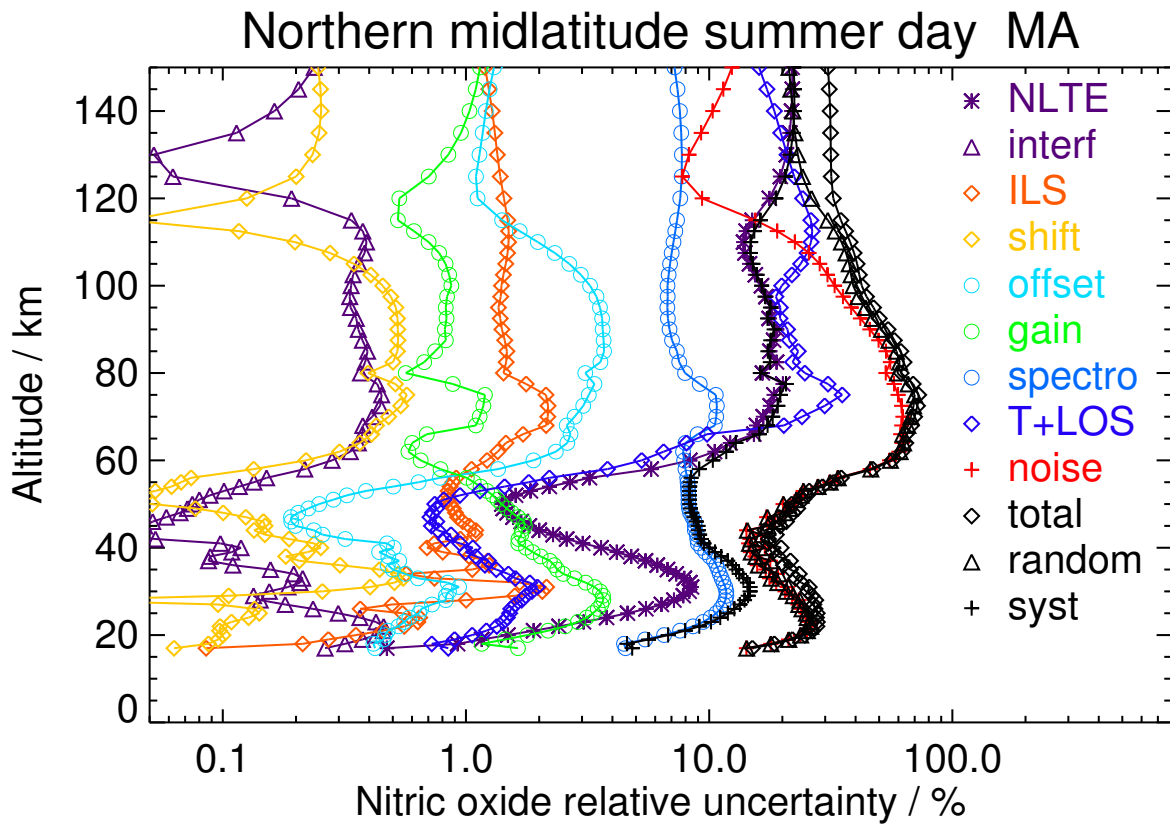 Northern midlatitude summer day MA
Altitude / km
140
120
100
80
60
40
20
0
NLTE
interf
ILS
shift
offset
gain
spectro
T+LOS
noise
total
random
syst
0.1 1.0 10.0 100.0
Nitric oxide relative uncertainty / %